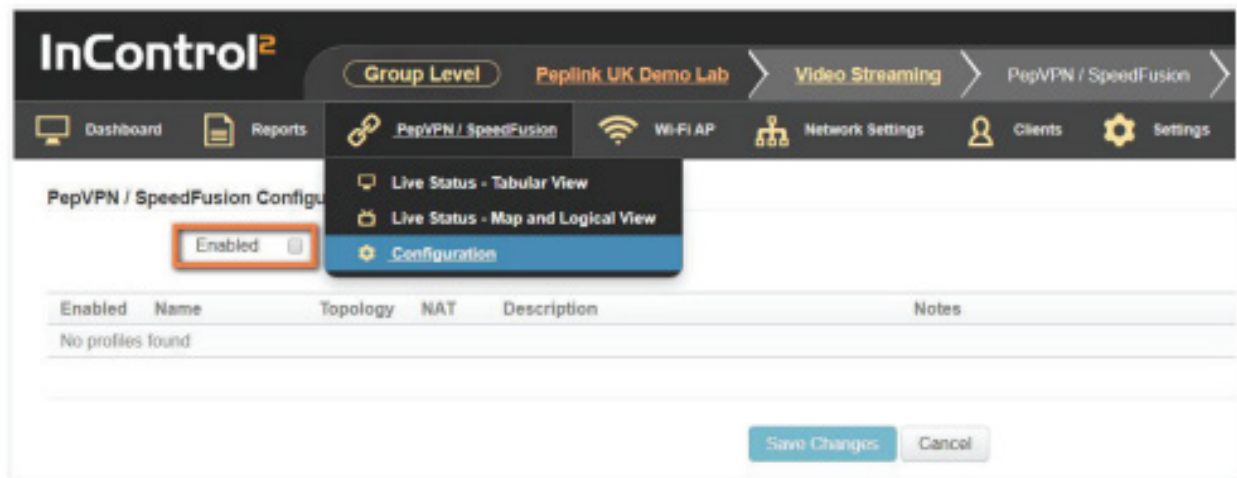 InControl2
Group Level Peplink UK Demo Lab Video Streaming PepVPN / SpeedFusion
Dashboard Reports PepVPN / SpeedFusion Wi-Fi AP Network Settings Clients Settings
Live Status - Tabular View
PepVPN / SpeedFusion Configu
Live Status - Map and Logical View
Enabled
Configuration
Enabled Name Topology NAT Description Notes
No profiles found
Save Changes Cancel